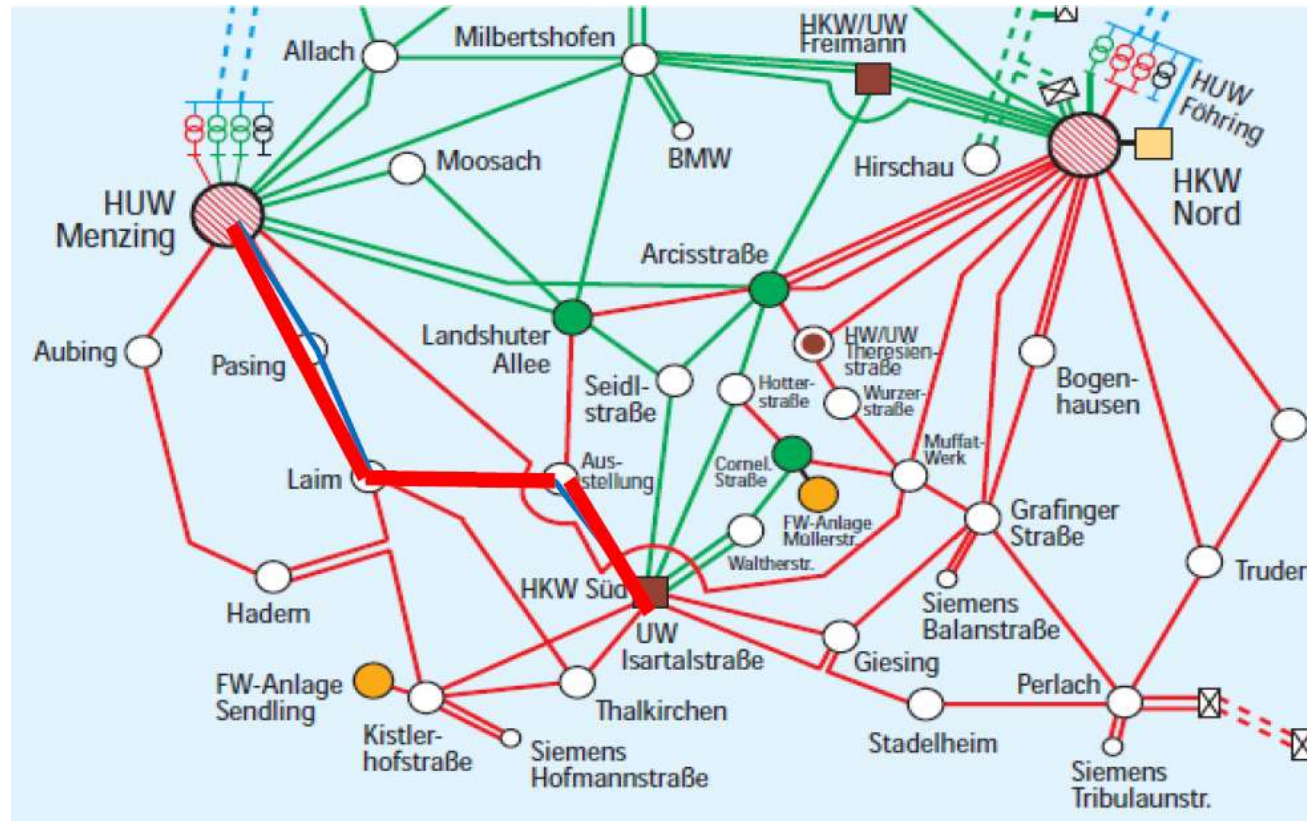 Allach
Milbertshofen
HKW/UW
Freimann
HUW
Föhring
BMW
Moosach
Hirschau
HKW
Nord
HUW
Menzing
Arcisstraße
Aubing
Pasing
Landshuter
Allee
Seidl-
straße
Hotter-
straße
HW/UW
Theresien-
straße
Wurzer-
straße
Bogen-
hausen
Laim
Aus-
stellung
Cornel.
Straße
Muffat-
Werk
FW-Anlage
Müllerstr.
Grafinger
Straße
Waltherstr.
Hadern
HKW Süd
UW
Isartalstraße
Siemens
Balanstraße
Truder
Giesing
FW-Anlage
Sendling
Kistler-
hofstraße
Thalkirchen
Siemens
Hofmannstraße
Stadelheim
Perlach
Siemens
Tribulaunstr.